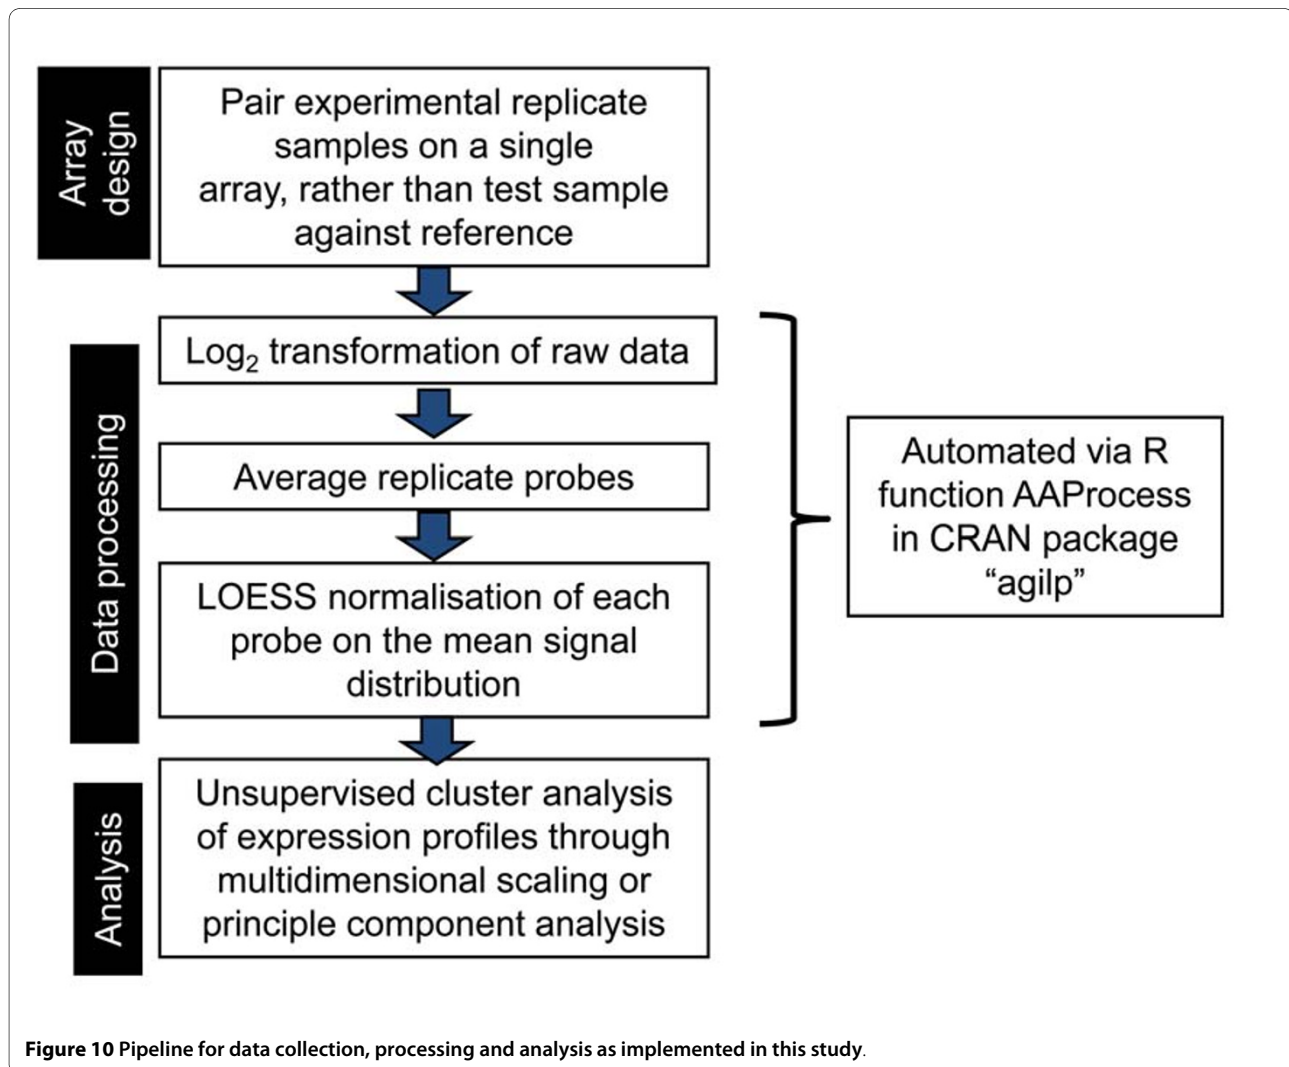 Array
design
Pair experimental replicate
samples on a single
array, rather than test sample
against reference
Data processing
Log₂ transformation of raw data
Average replicate probes
LOESS normalisation of each
probe on the mean signal
distribution
Automated via R
function AAProcess
in CRAN package
“agilp”
Analysis
Unsupervised cluster analysis
of expression profiles through
multidimensional scaling or
principle component analysis
Figure 10 Pipeline for data collection, processing and analysis as implemented in this study.